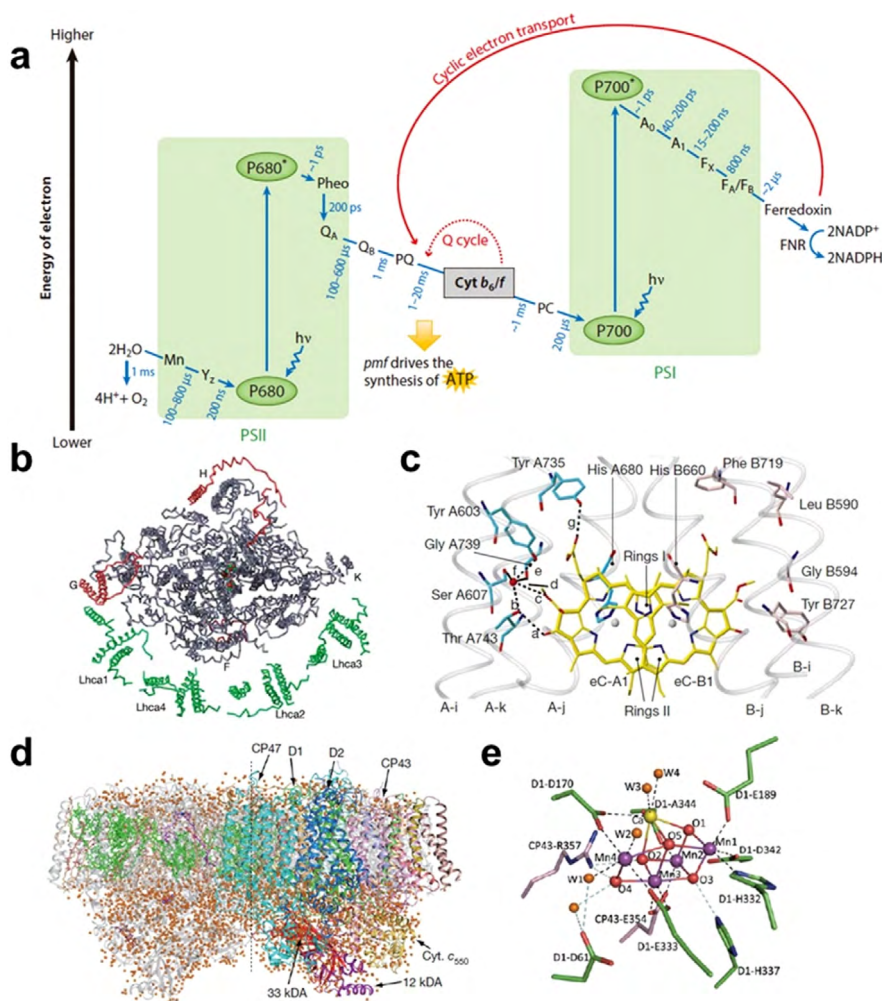 a
Higher
Energy of electron
Lower
Cyclic electron transport
P700*
~1 ps
A0
40–200 ps
A1
15–200 ns
FX
800 ns
FA/FB
~2 µs
Ferredoxin
2NADP+
FNR
2NADPH
P680*
~1 ps
Pheo
200 ps
QA
100–600 µs
QB
1 ms
PQ
1–20 ms
Q cycle
Cyt b6/f
~1 ms
PC
200 µs
P700
hν
PSI
pmf drives the
synthesis of ATP
2H2O
1 ms
4H+ + O2
Mn
100–800 µs
Yz
200 ns
P680
hν
PSII
b
H
G
K
F
Lhca1
Lhca4
Lhca2
Lhca3
c
Tyr A735
His A680
His B660
Phe B719
Tyr A603
Leu B590
Gly A739
g
Rings I
f
e
d
c
b
a
Ser A607
Gly B594
Thr A743
Tyr B727
eC-A1
eC-B1
Rings II
A-i
A-k
A-j
B-j
B-i
B-k
d
CP47
D1
D2
CP43
Cyt. c550
33 kDA
12 kDA
e
W4
W3
D1-D170
D1-A344
D1-E189
Ca
O1
W2
O5
Mn1
CP43-R357
Mn4
O2
Mn2
D1-D342
W1
O4
Mn3
O3
D1-H332
CP43-E354
D1-E333
D1-D61
D1-H337